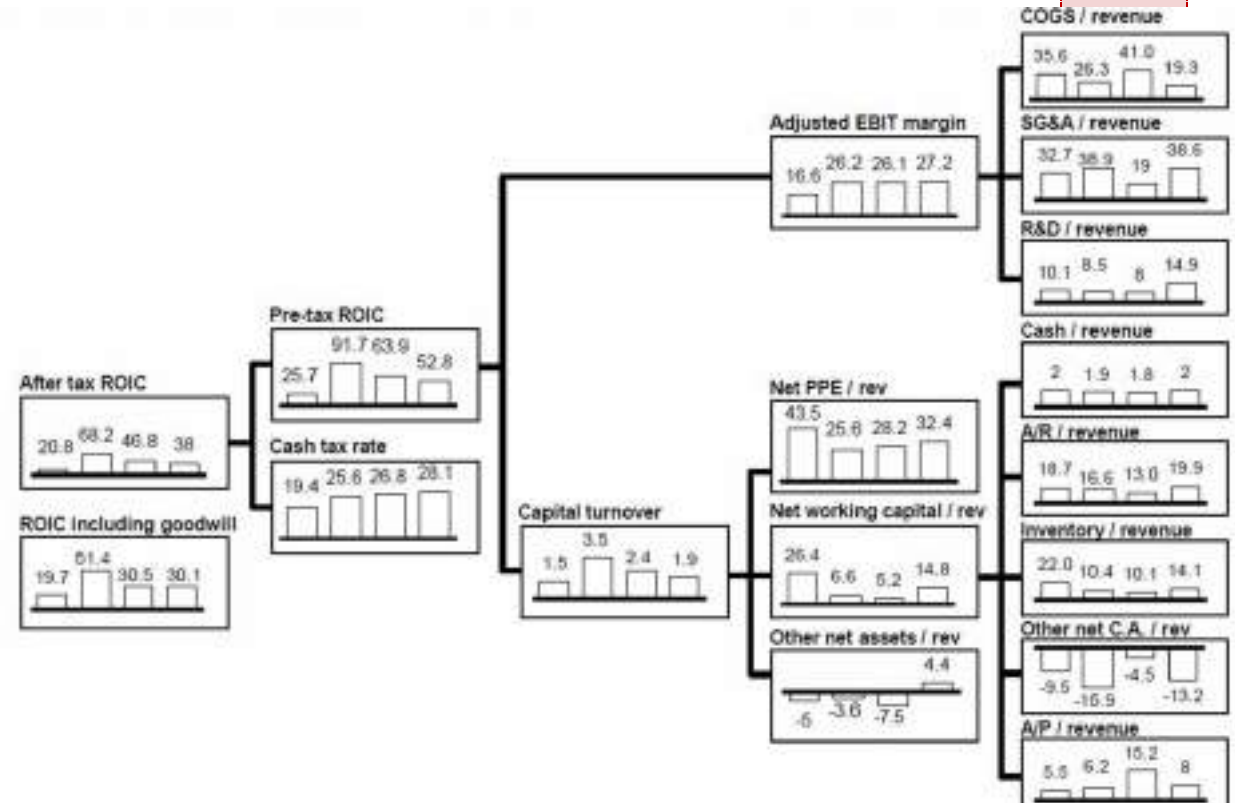 COGS / revenue
35.6 26.3 41.0 19.3
Adjusted EBIT margin
16.6 26.2 26.1 27.2
SG&A / revenue
32.7 38.9 19 38.6
R&D / revenue
10.1 8.5 8 14.9
Pre-tax ROIC
25.7 91.7 63.9 52.8
After tax ROIC
20.8 68.2 46.8 38
Cash tax rate
19.4 25.6 26.8 28.1
ROIC including goodwill
19.7 51.4 30.5 30.1
Capital turnover
1.5 3.5 2.4 1.9
Net PPE / rev
43.5 25.6 28.2 32.4
Net working capital / rev
26.4 6.6 5.2 14.8
Other net assets / rev
-5 -3.6 -7.5 4.4
Cash / revenue
2 1.9 1.8 2
A/R / revenue
18.7 16.6 13.0 19.9
Inventory / revenue
22.0 10.4 10.1 14.1
Other net C.A. / rev
-9.5 -15.9 -4.5 -13.2
A/P / revenue
5.5 6.2 15.2 8